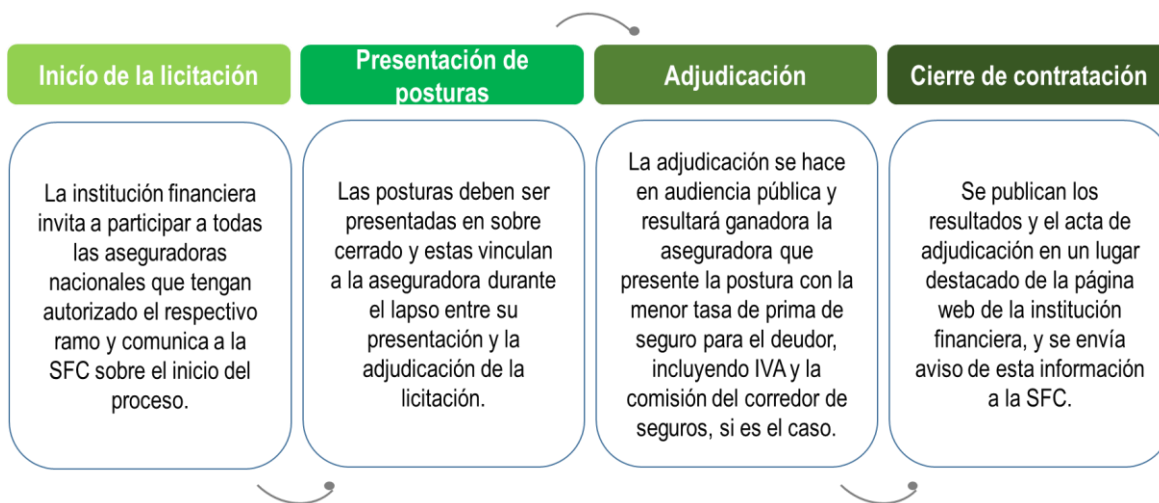 Inicío de la licitación
La institución financiera
invita a participar a todas
las aseguradoras
nacionales que tengan
autorizado el respectivo
ramo y comunica a la
SFC sobre el inicio del
proceso.
Presentación de
posturas
Las posturas deben ser
presentadas en sobre
cerrado y estas vinculan
a la aseguradora durante
el lapso entre su
presentación y la
adjudicación de la
licitación.
Adjudicación
La adjudicación se hace
en audiencia pública y
resultará ganadora la
aseguradora que
presente la postura con la
menor tasa de prima de
seguro para el deudor,
incluyendo IVA y la
comisión del corredor de
seguros, si es el caso.
Cierre de contratación
Se publican los
resultados y el acta de
adjudicación en un lugar
destacado de la página
web de la institución
financiera, y se envía
aviso de esta información
a la SFC.